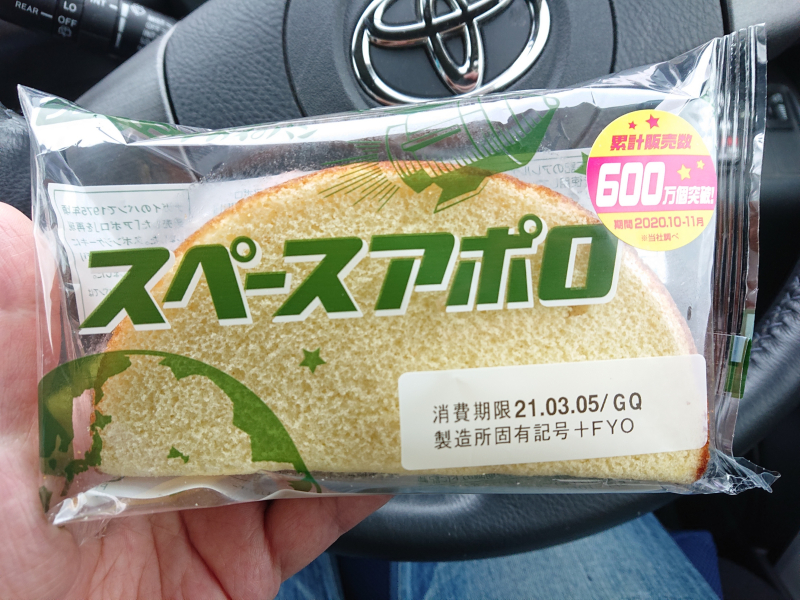 REAR
LO
OFF
累計販売数
600万個突破!
期間2020.10-11月
※当社調べ
スペースアポロ
消費期限21.03.05/GQ
製造所固有記号+FYO